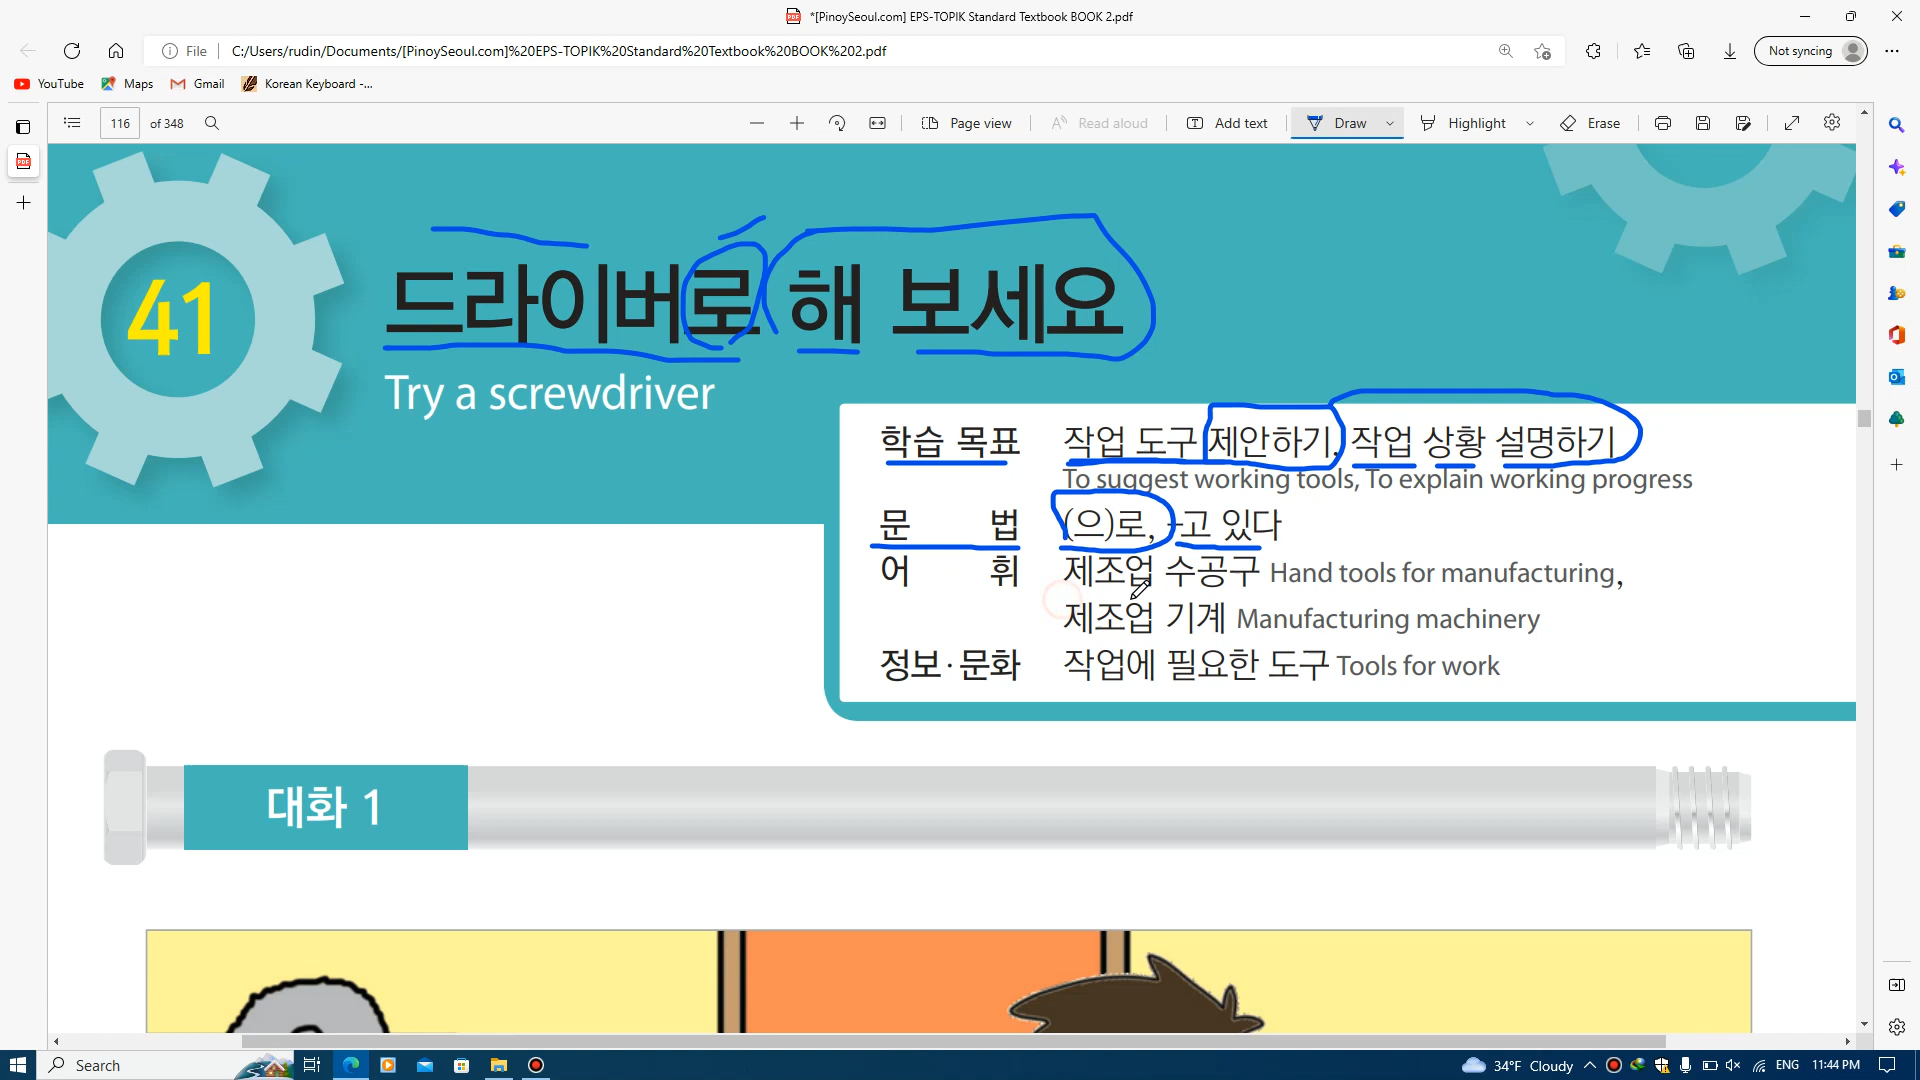 *[PinoySeoul.com] EPS-TOPIK Standard Textbook BOOK 2.pdf
File C:/Users/rudin/Documents/[PinoySeoul.com]%20EPS-TOPIK%20Standard%20Textbook%20BOOK%202.pdf Not syncing
YouTube Maps Gmail Korean Keyboard -...
116 of 348 Page view Read aloud Add text Draw Highlight Erase
41
드라이버로 해 보세요
Try a screwdriver
학습 목표 작업 도구 제안하기, 작업 상황 설명하기
To suggest working tools, To explain working progress
문 법 (으)로, -고 있다
어 휘 제조업 수공구 Hand tools for manufacturing,
제조업 기계 Manufacturing machinery
정보·문화 작업에 필요한 도구 Tools for work
대화 1
Search 34°F Cloudy ENG 11:44 PM